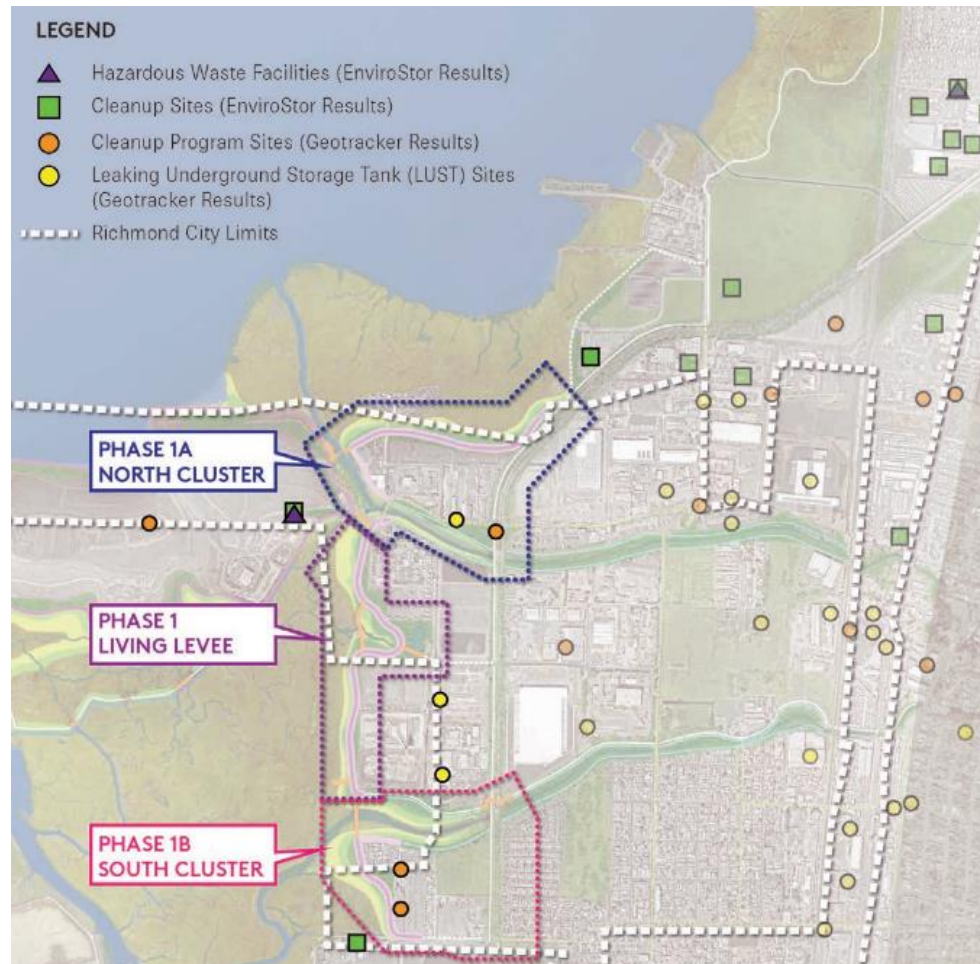 LEGEND
Hazardous Waste Facilities (EnviroStor Results)
Cleanup Sites (EnviroStor Results)
Cleanup Program Sites (Geotracker Results)
Leaking Underground Storage Tank (LUST) Sites
(Geotracker Results)
Richmond City Limits
PHASE 1A
NORTH CLUSTER
PHASE 1
LIVING LEVEE
PHASE 1B
SOUTH CLUSTER